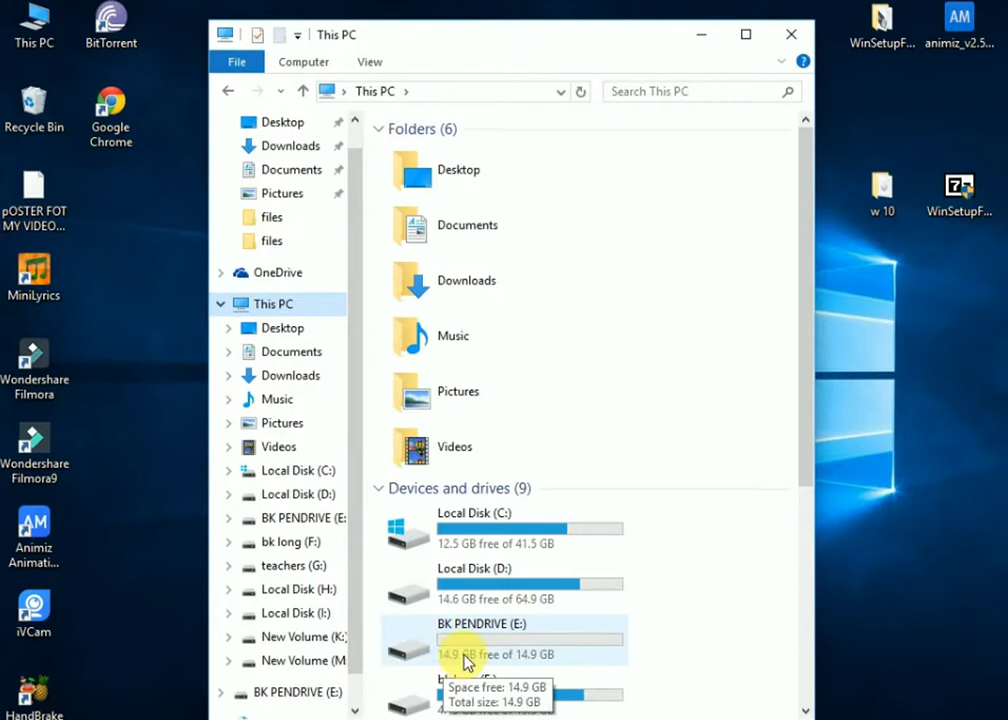 This PC
File
Computer
View
This PC
Search This PC
Desktop
Downloads
Documents
Pictures
files
files
OneDrive
This PC
Desktop
Documents
Downloads
Music
Pictures
Videos
Local Disk (C:)
Local Disk (D:)
BK PENDRIVE (E:
bk long (F:)
teachers (G:)
Local Disk (H:)
Local Disk (I:)
New Volume (K:)
New Volume (M
BK PENDRIVE (E:)
Folders (6)
Desktop
Documents
Downloads
Music
Pictures
Videos
Devices and drives (9)
Local Disk (C:)
12.5 GB free of 41.5 GB
Local Disk (D:)
14.6 GB free of 64.9 GB
BK PENDRIVE (E:)
14.9 GB free of 14.9 GB
Space free: 14.9 GB
Total size: 14.9 GB
This PC
BitTorrent
Recycle Bin
Google
Chrome
pOSTER FOT
MY VIDEO...
MiniLyrics
Wondershare
Filmora
Wondershare
Filmora9
AM
Animiz
Animati...
iVCam
HandBrake
WinSetupF...
AM
animiz_v2.5...
w 10
7
WinSetupF...